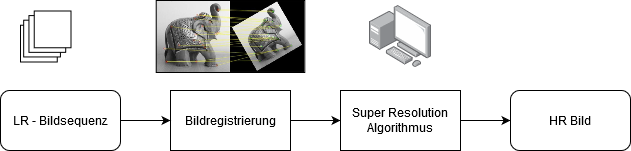 LR - Bildsequenz
Bildregistrierung
Super Resolution
Algorithmus
HR Bild